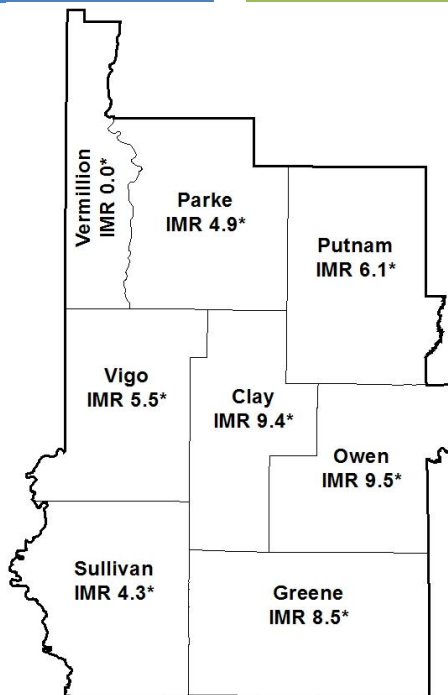 Vermillion
IMR 0.0*
Parke
IMR 4.9*
Putnam
IMR 6.1*
Vigo
IMR 5.5*
Clay
IMR 9.4*
Owen
IMR 9.5*
Sullivan
IMR 4.3*
Greene
IMR 8.5*